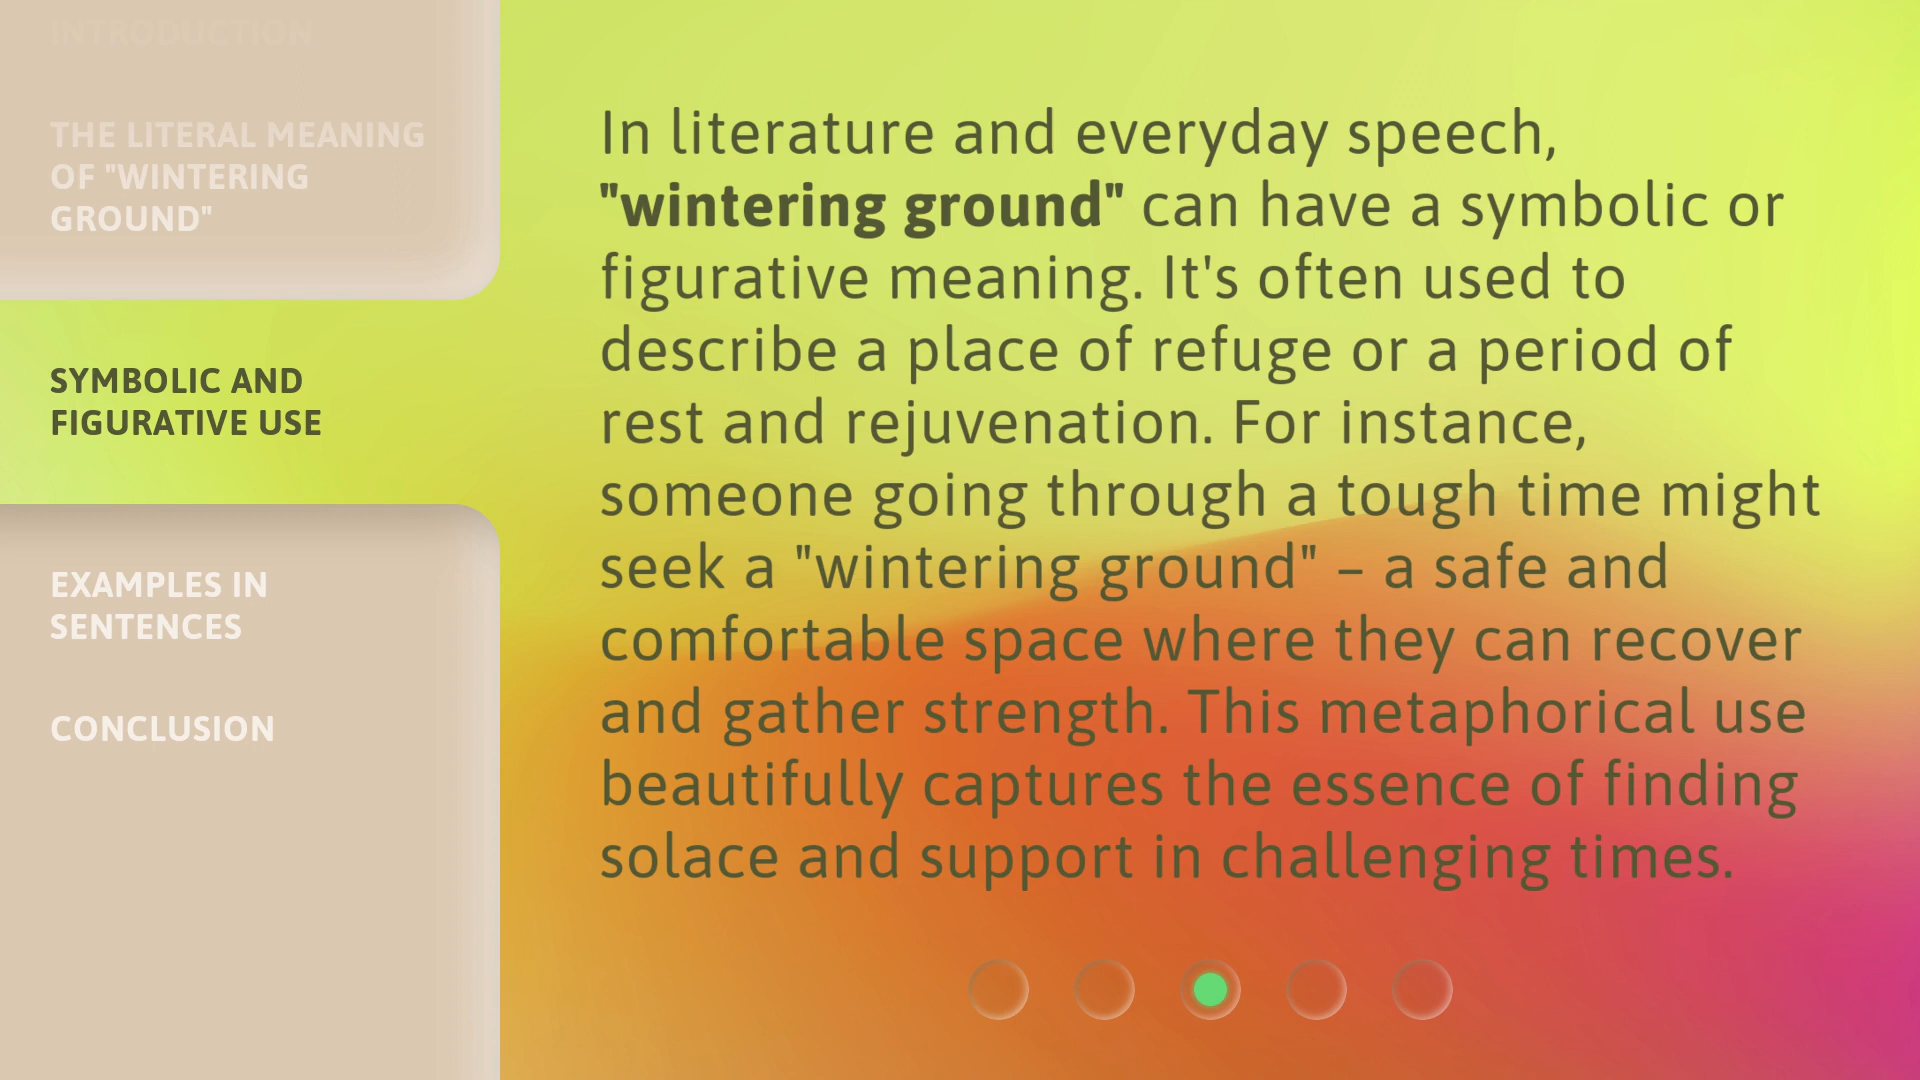 INTRODUCTION
THE LITERAL MEANING
OF "WINTERING
GROUND"
SYMBOLIC AND
FIGURATIVE USE
EXAMPLES IN
SENTENCES
CONCLUSION
In literature and everyday speech,
"wintering ground" can have a symbolic or
figurative meaning. It's often used to
describe a place of refuge or a period of
rest and rejuvenation. For instance,
someone going through a tough time might
seek a "wintering ground" – a safe and
comfortable space where they can recover
and gather strength. This metaphorical use
beautifully captures the essence of finding
solace and support in challenging times.